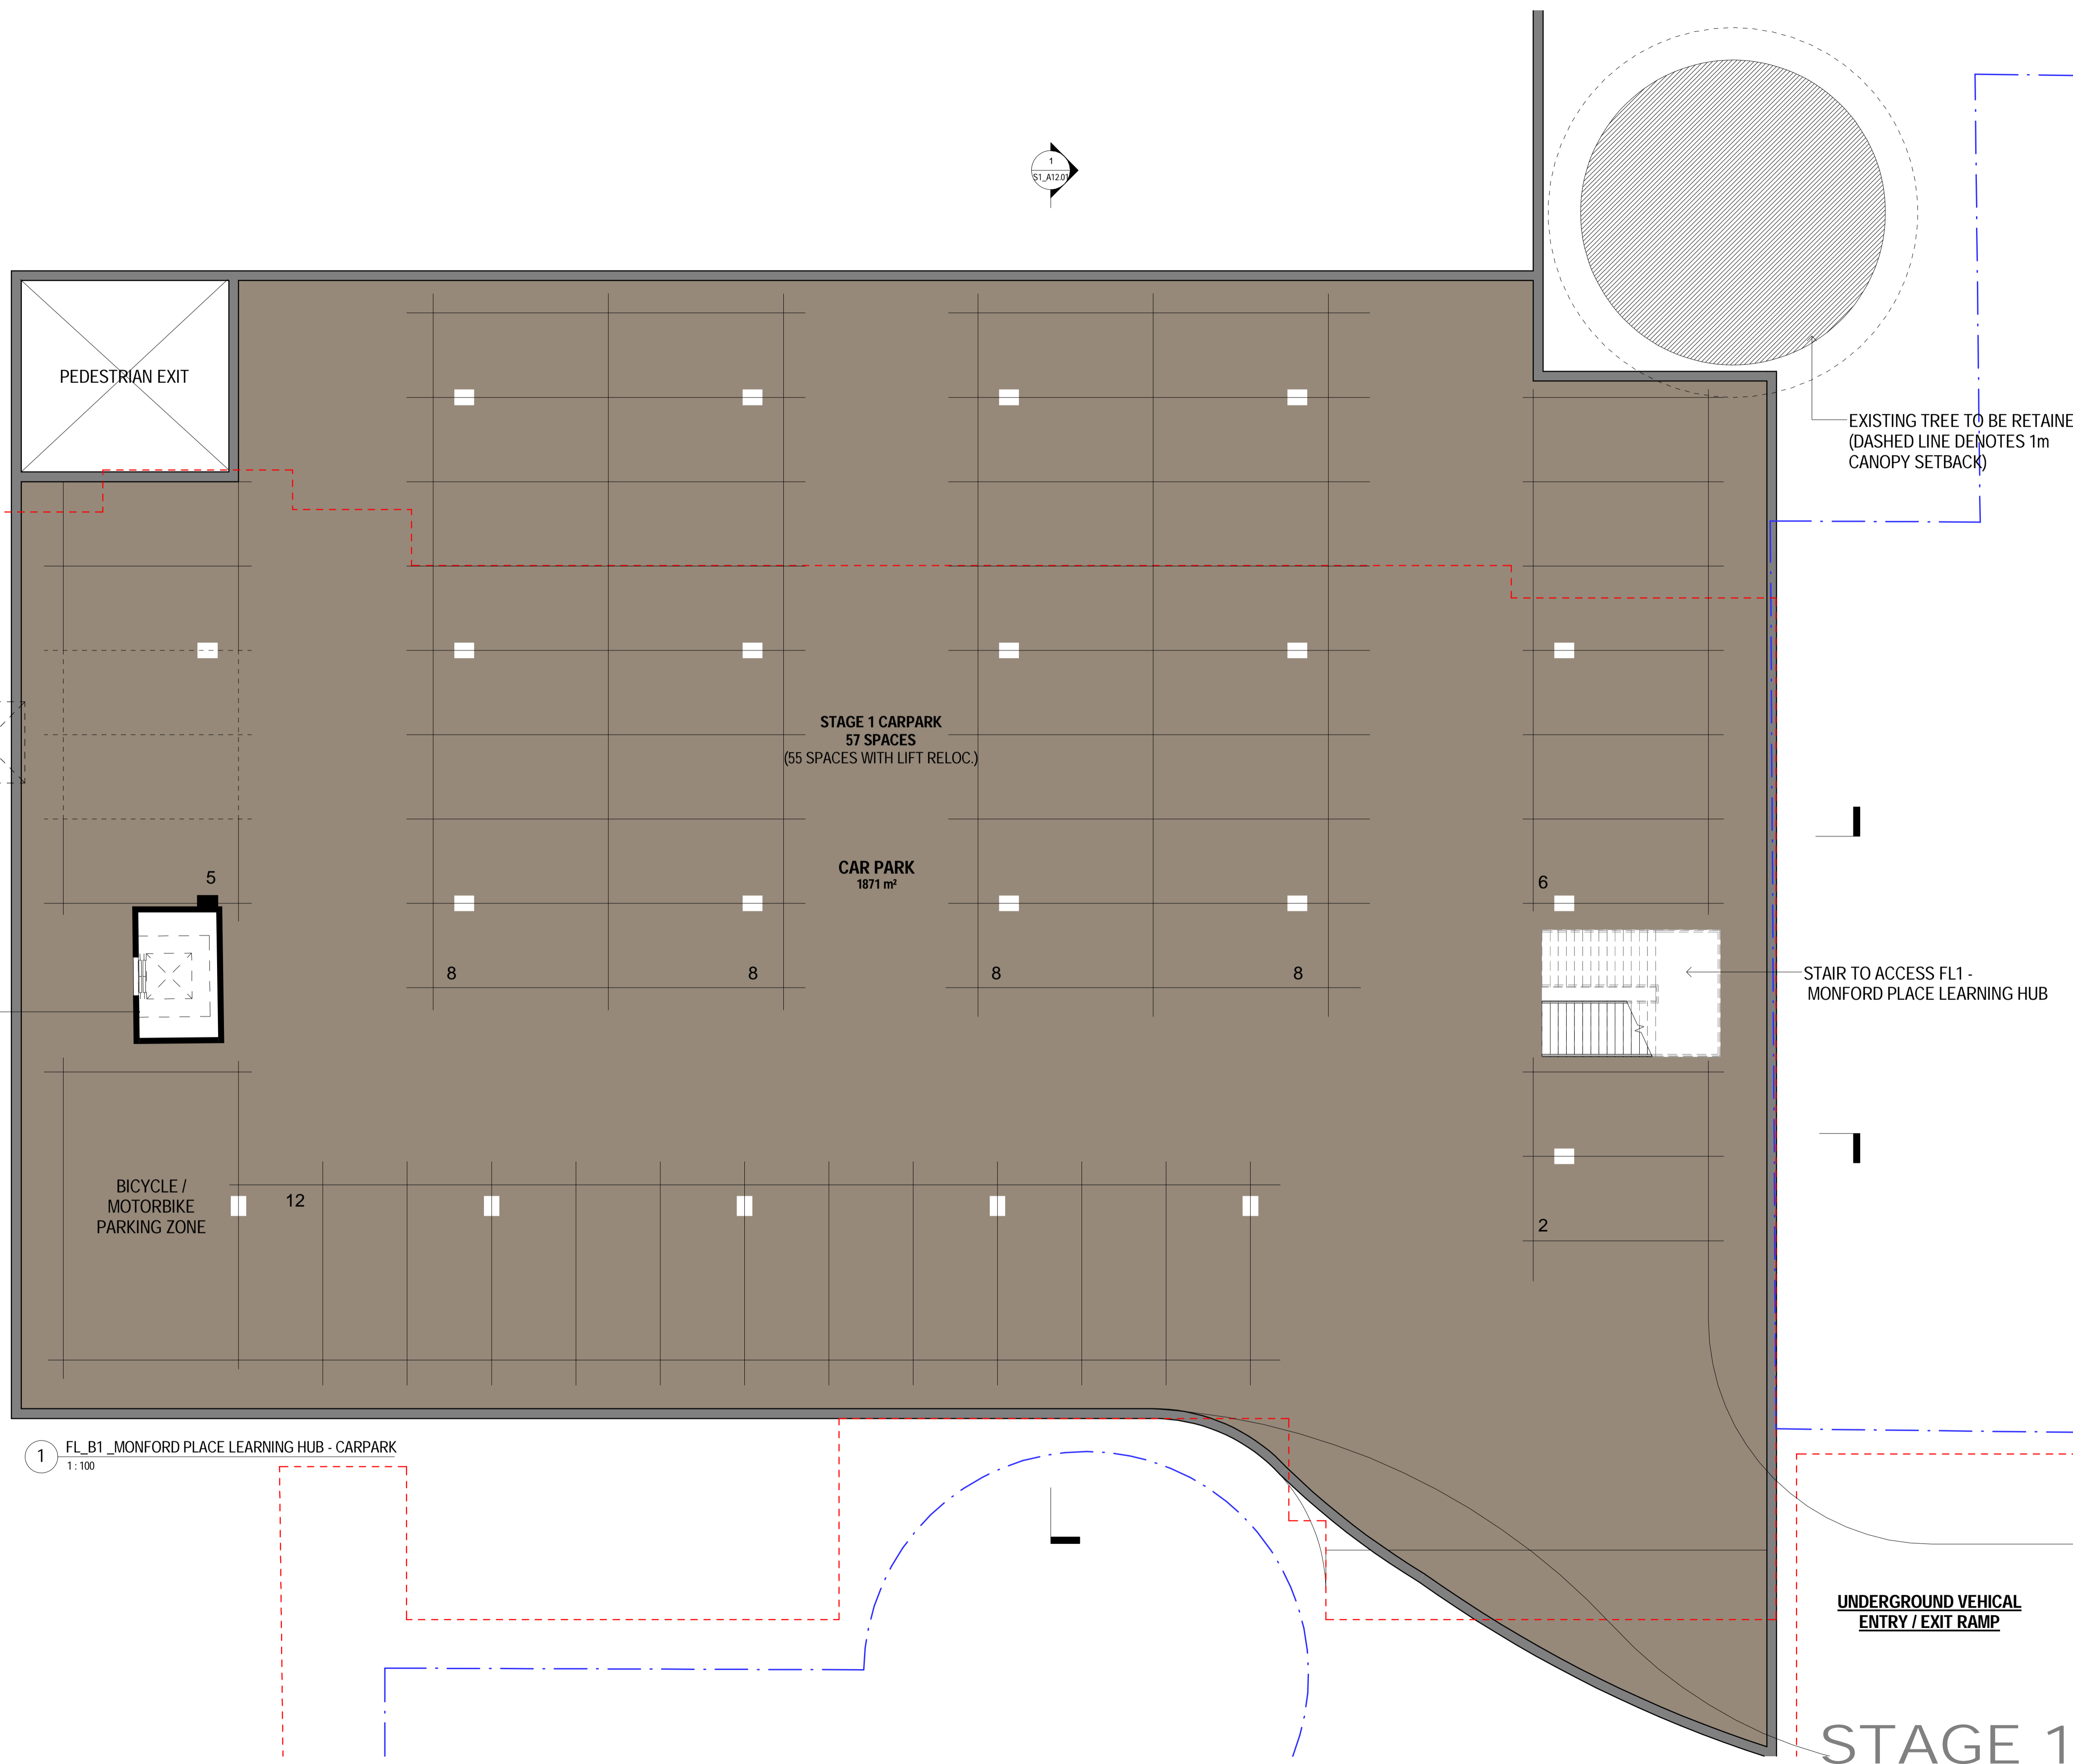 1
S1_A12.01
PEDESTRIAN EXIT
EXISTING TREE TO BE RETAINE
(DASHED LINE DENOTES 1m
CANOPY SETBACK)
STAGE 1 CARPARK
57 SPACES
(55 SPACES WITH LIFT RELOC.)
CAR PARK
1871 m²
5
6
8
8
8
8
STAIR TO ACCESS FL1 -
MONFORD PLACE LEARNING HUB
BICYCLE /
MOTORBIKE
PARKING ZONE
12
2
1
FL_B1 _MONFORD PLACE LEARNING HUB - CARPARK
1 : 100
UNDERGROUND VEHICAL
ENTRY / EXIT RAMP
STAGE 1